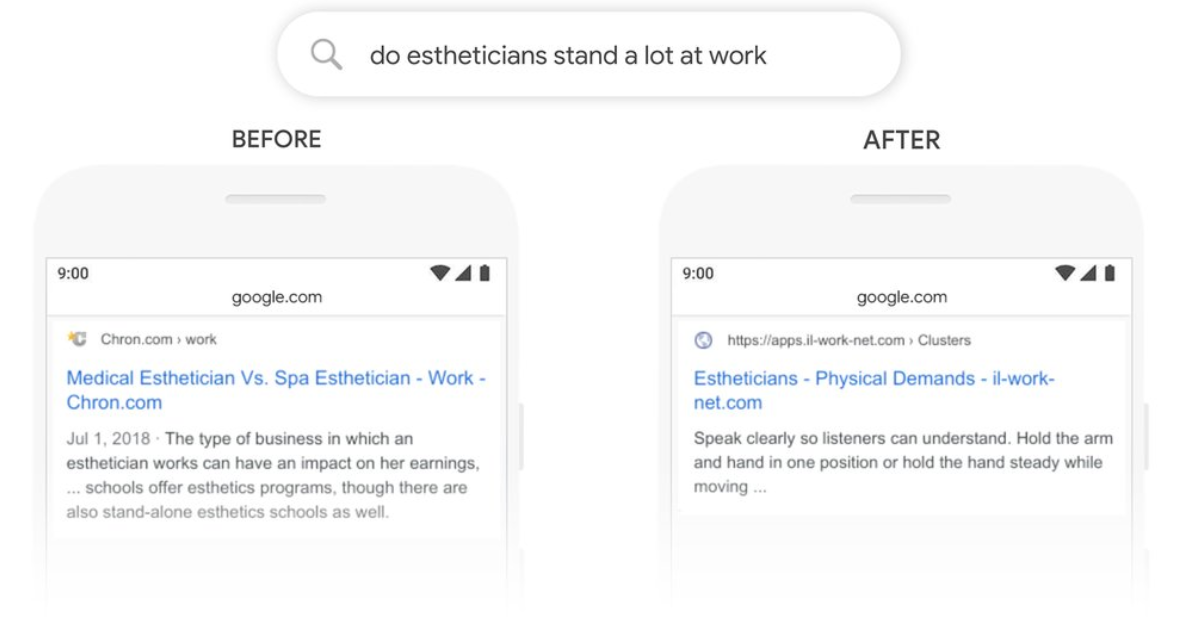 do estheticians stand a lot at work
BEFORE
9:00
google.com
Chron.com › work
Medical Esthetician Vs. Spa Esthetician - Work -
Chron.com
Jul 1, 2018 · The type of business in which an
esthetician works can have an impact on her earnings,
... schools offer esthetics programs, though there are
also stand-alone esthetics schools as well.
AFTER
9:00
google.com
https://apps.il-work-net.com › Clusters
Estheticians - Physical Demands - il-work-
net.com
Speak clearly so listeners can understand. Hold the arm
and hand in one position or hold the hand steady while
moving ...